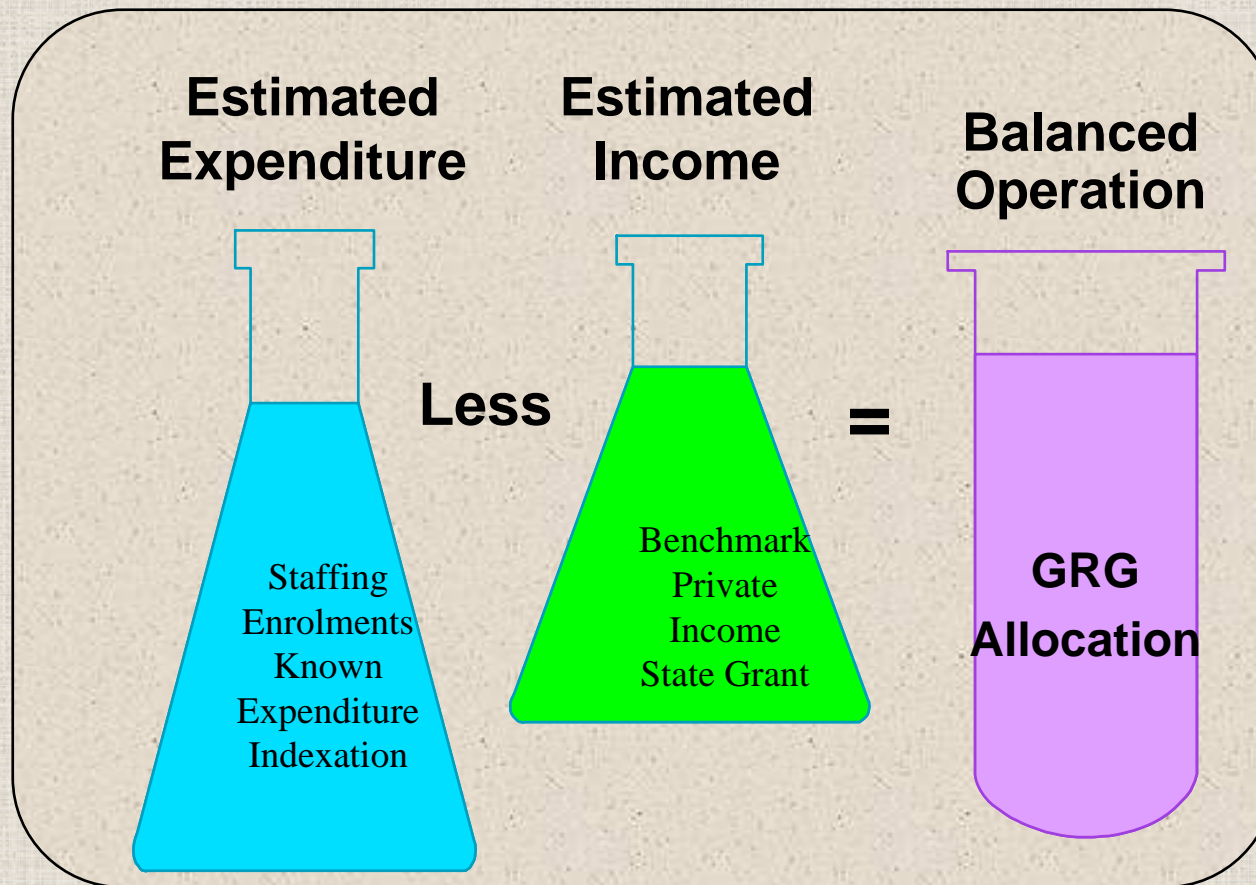 Estimated
Expenditure
Less
Estimated
Income
=
Balanced
Operation
Staffing
Enrolments
Known
Expenditure
Indexation
Benchmark
Private
Income
State Grant
GRG
Allocation